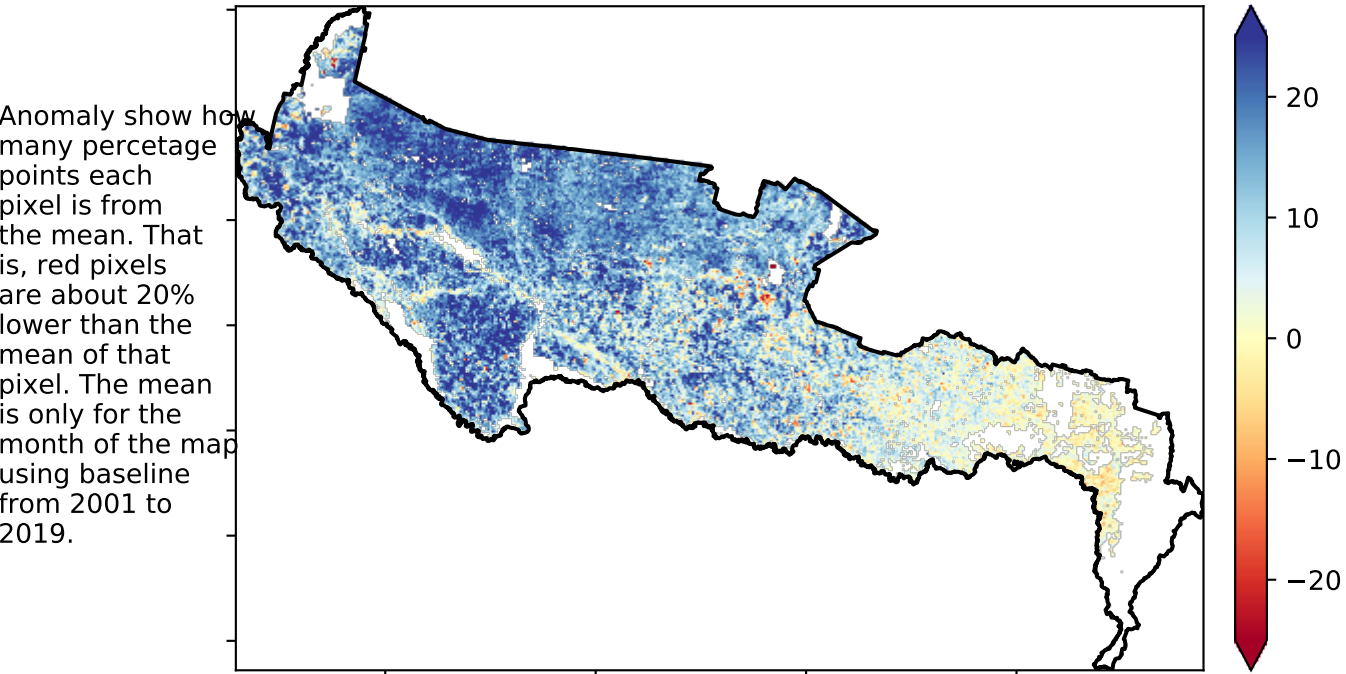 Anomaly show how
many percetage
points each
pixel is from
the mean. That
is, red pixels
are about 20%
lower than the
mean of that
pixel. The mean
is only for the
month of the map
using baseline
from 2001 to
2019.
20
10
0
−10
−20